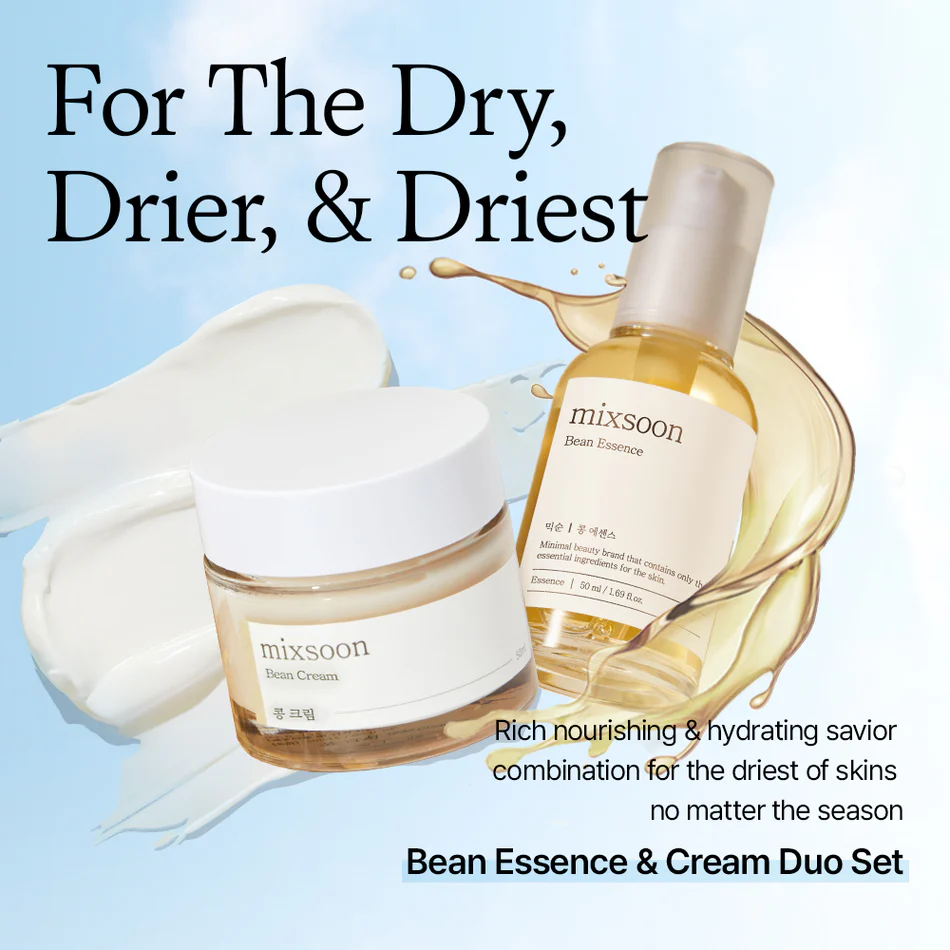 For The Dry,
Drier, & Driest
mixsoon
Bean Essence
믹순 | 콩 에센스
Minimal beauty brand that contains only th
essential ingredients for the skin.
Essence | 50 ml / 1.69 fl.oz.
mixsoon
Bean Cream
콩 크림
Rich nourishing & hydrating savior
combination for the driest of skins
no matter the season
Bean Essence & Cream Duo Set